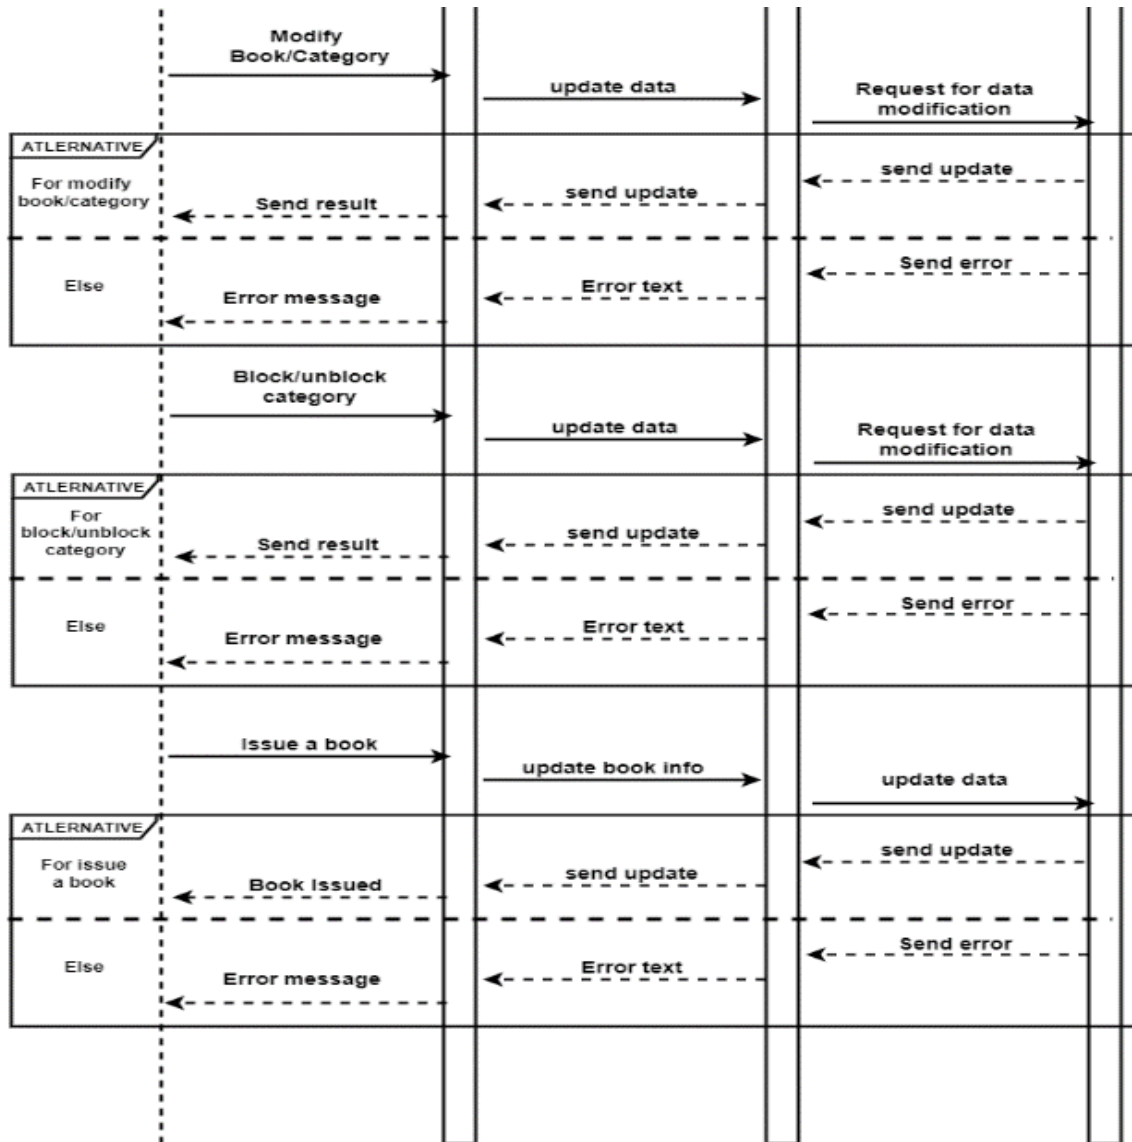 Modify
Book/Category
update data
Request for data
modification
ATLERNATIVE
For modify
book/category
send update
send update
Send result
Else
Send error
Error text
Error message
Block/unblock
category
update data
Request for data
modification
ATLERNATIVE
For
block/unblock
category
send update
send update
Send result
Else
Send error
Error text
Error message
Issue a book
update book info
update data
ATLERNATIVE
For issue
a book
send update
send update
Book Issued
Else
Send error
Error text
Error message